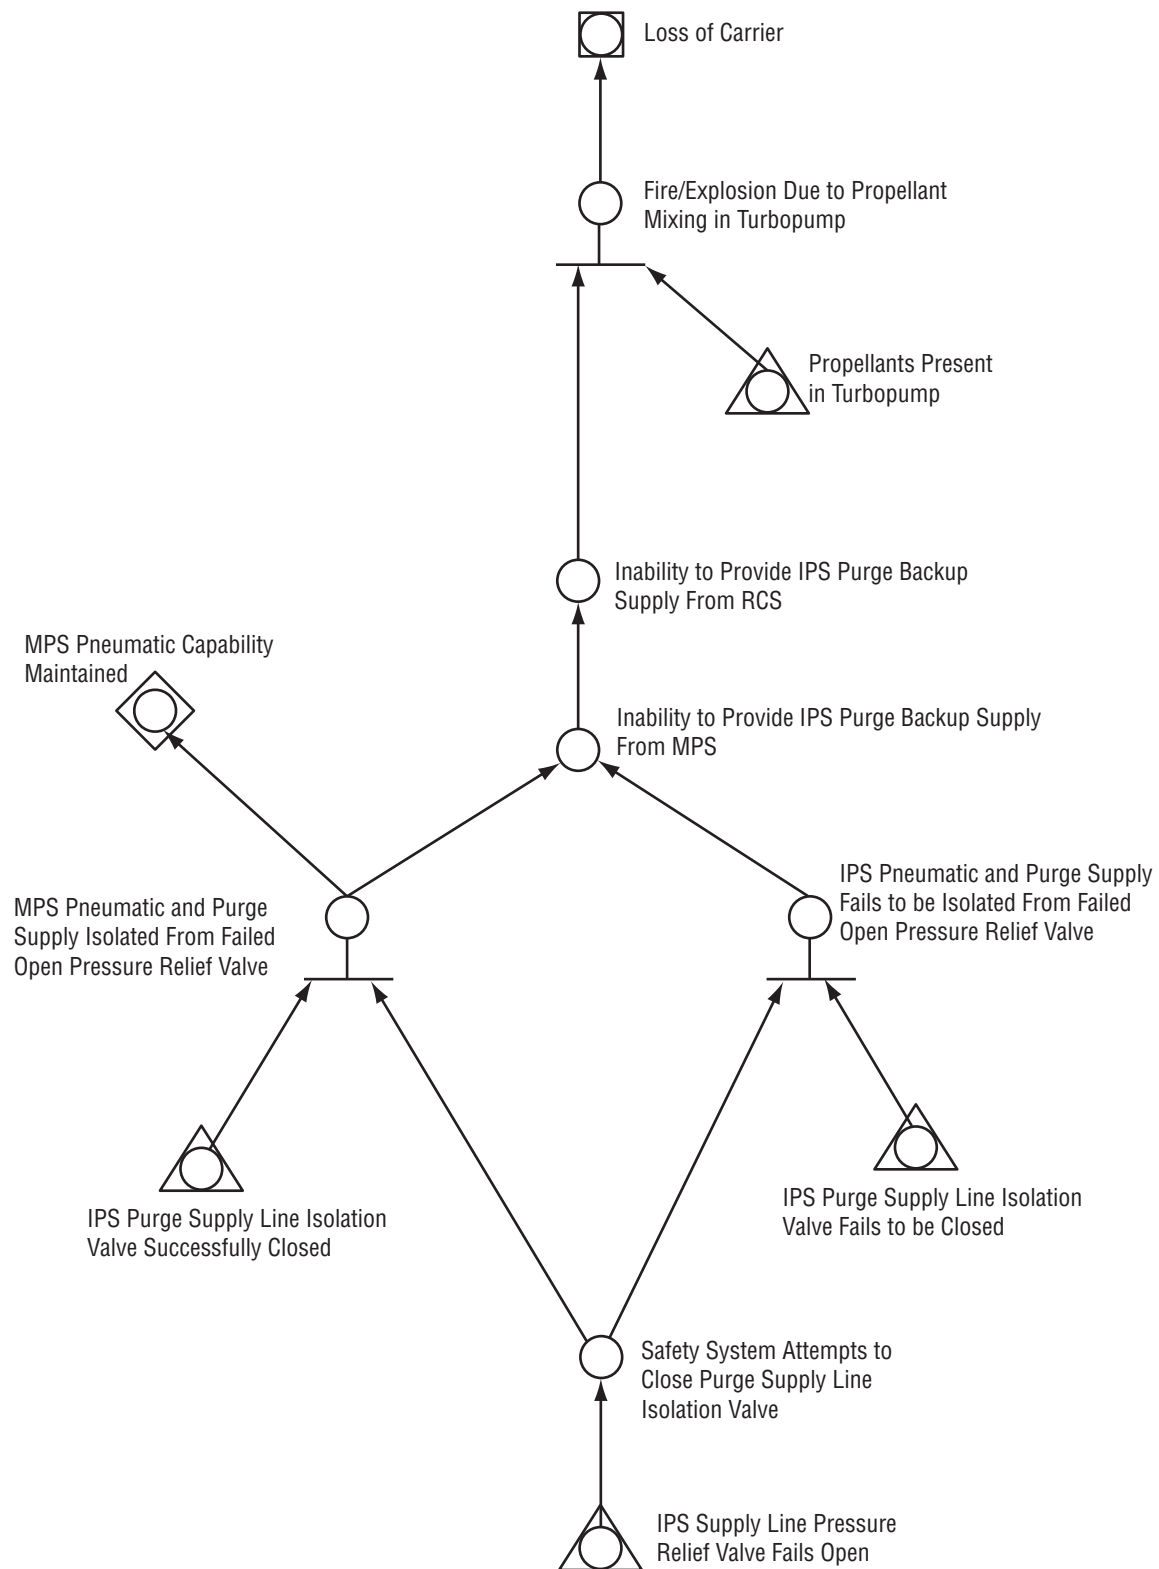 Loss of Carrier
Fire/Explosion Due to Propellant
Mixing in Turbopump
Propellants Present
in Turbopump
Inability to Provide IPS Purge Backup
Supply From RCS
MPS Pneumatic Capability
Maintained
Inability to Provide IPS Purge Backup Supply
From MPS
MPS Pneumatic and Purge
Supply Isolated From Failed
Open Pressure Relief Valve
IPS Pneumatic and Purge Supply
Fails to be Isolated From Failed
Open Pressure Relief Valve
IPS Purge Supply Line Isolation
Valve Successfully Closed
IPS Purge Supply Line Isolation
Valve Fails to be Closed
Safety System Attempts to
Close Purge Supply Line
Isolation Valve
IPS Supply Line Pressure
Relief Valve Fails Open